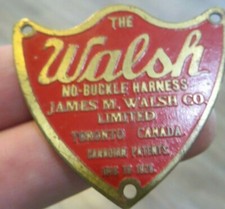 THE
Walsh
NO-BUCKLE HARNESS
JAMES M. WALSH CO.
LIMITED
TORONTO CANADA
CANADIAN PATENTS